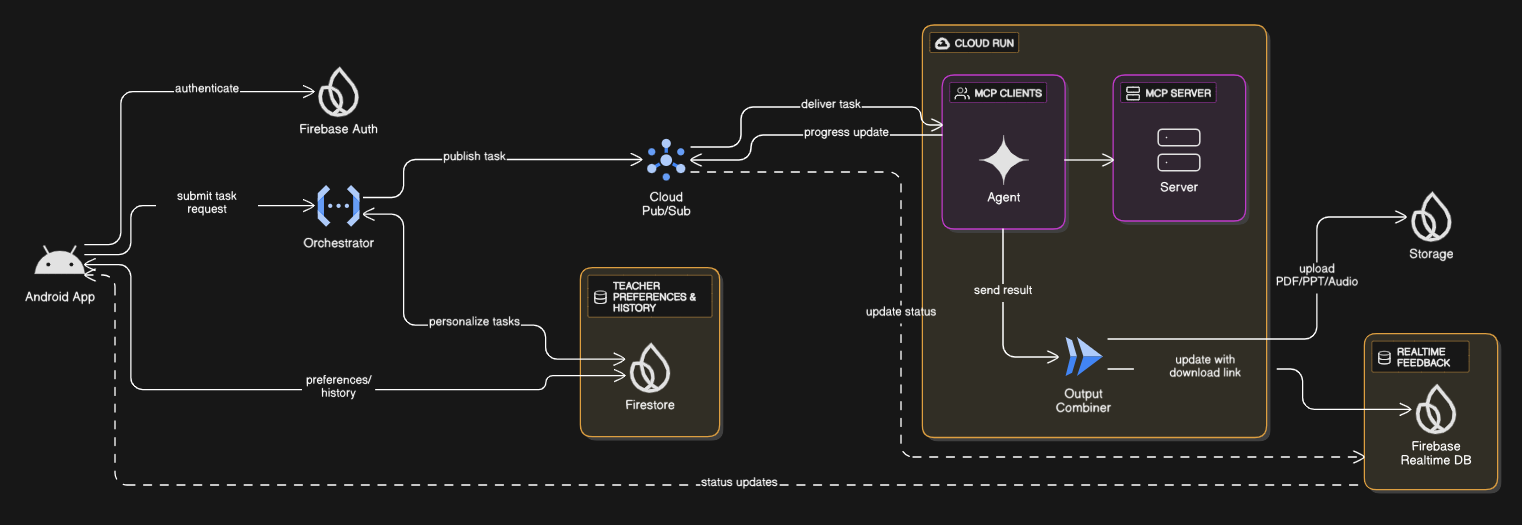 authenticate
Firebase Auth
submit task
request
Orchestrator
Android App
publish task
personalize tasks
preferences/
history
TEACHER
PREFERENCES &
HISTORY
Firestore
Cloud
Pub/Sub
deliver task
progress update
update status
status updates
CLOUD RUN
MCP CLIENTS
Agent
MCP SERVER
Server
send result
Output
Combiner
update with
download link
upload
PDF/PPT/Audio
Storage
REALTIME
FEEDBACK
Firebase
Realtime DB